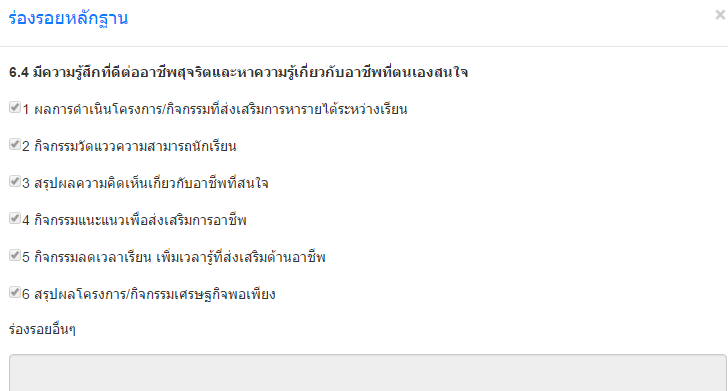 ร่องรอยหลักฐาน
×
6.4 มีความรู้สึกที่ดีต่ออาชีพสุจริตและหาความรู้เกี่ยวกับอาชีพที่ตนเองสนใจ
1 ผลการดำเนินโครงการ/กิจกรรมที่ส่งเสริมการหารายได้ระหว่างเรียน
2 กิจกรรมวัดแววความสามารถนักเรียน
3 สรุปผลความคิดเห็นเกี่ยวกับอาชีพที่สนใจ
4 กิจกรรมแนะแนวเพื่อส่งเสริมการอาชีพ
5 กิจกรรมลดเวลาเรียน เพิ่มเวลารู้ที่ส่งเสริมด้านอาชีพ
6 สรุปผลโครงการ/กิจกรรมเศรษฐกิจพอเพียง
ร่องรอยอื่นๆ